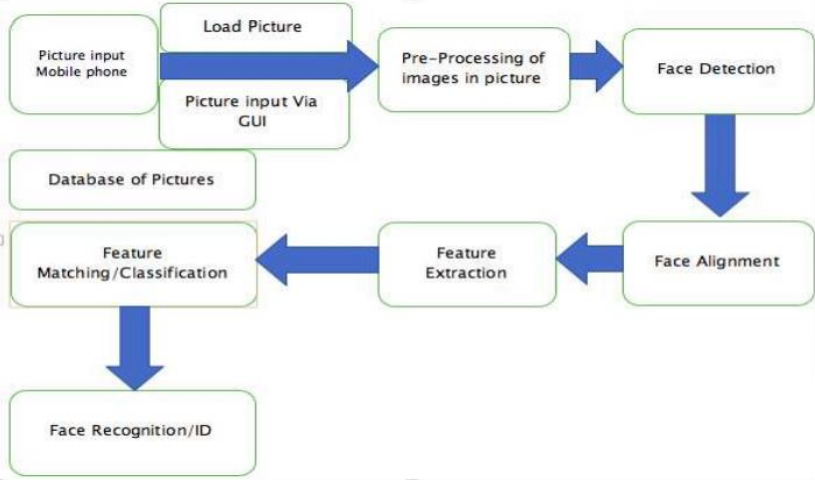 Picture input
Mobile phone
Load Picture
Picture input Via
GUI
Pre-Processing of
images in picture
Face Detection
Database of Pictures
Feature
Matching/Classification
Feature
Extraction
Face Alignment
Face Recognition/ID